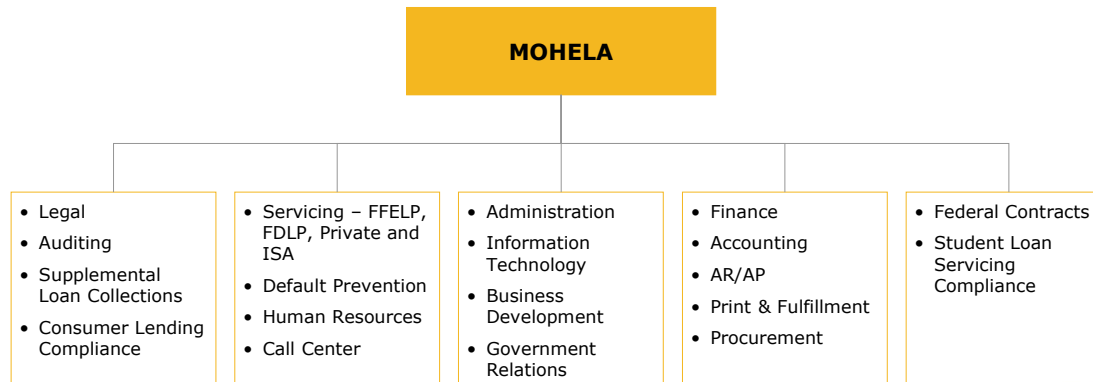 MOHELA
• Legal
• Auditing
• Supplemental
Loan Collections
• Consumer Lending
Compliance
• Servicing – FFELP,
FDLP, Private and
ISA
• Default Prevention
• Human Resources
• Call Center
• Administration
• Information
Technology
• Business
Development
• Government
Relations
• Finance
• Accounting
• AR/AP
• Print & Fulfillment
• Procurement
• Federal Contracts
• Student Loan
Servicing
Compliance